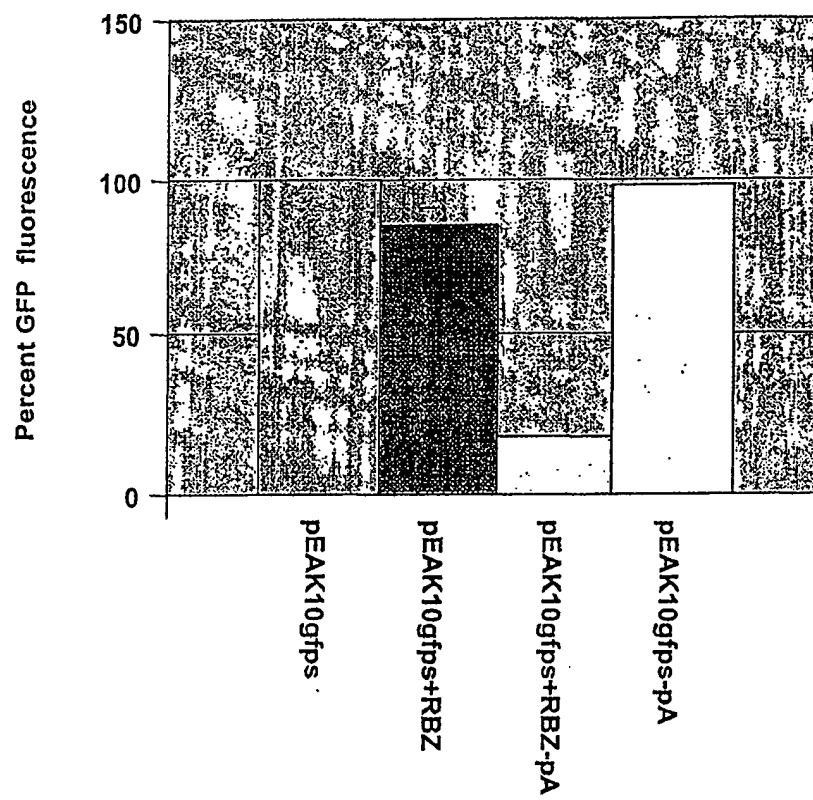 Percent GFP fluorescence
150
100
50
0
pEAK10gfps
pEAK10gfps+RBZ
pEAK10gfps+RBZ-pA
pEAK10gfps-pA